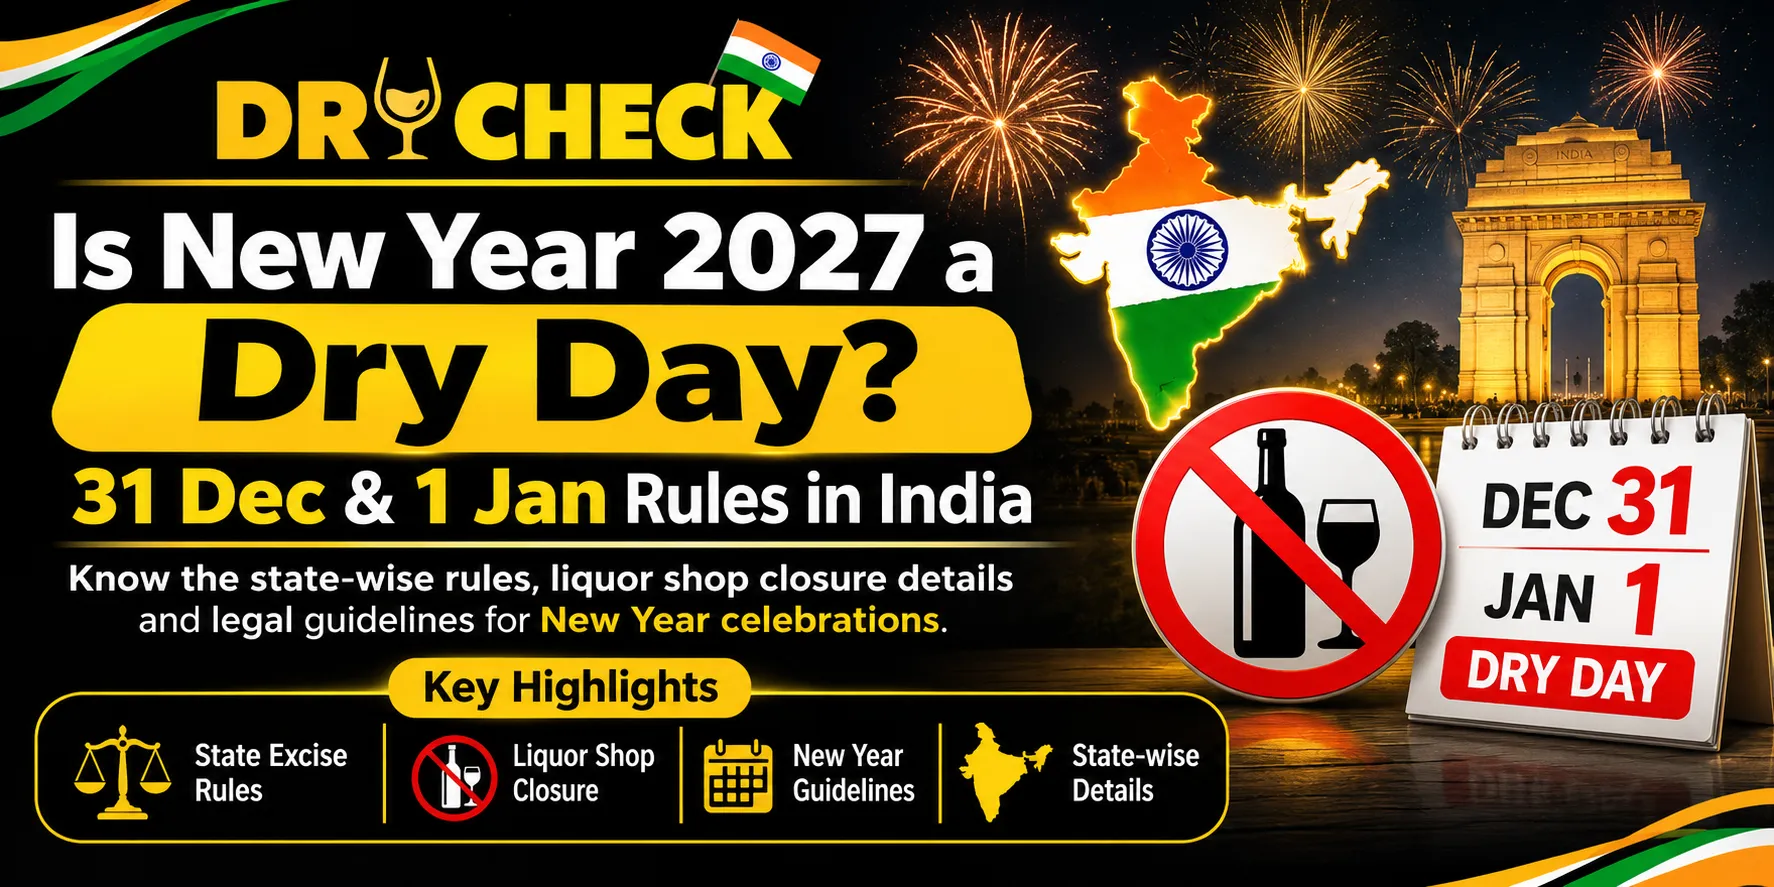 DRY CHECK
Is New Year 2027 a
Dry Day?
31 Dec & 1 Jan Rules in India
Know the state-wise rules, liquor shop closure details
and legal guidelines for New Year celebrations.
Key Highlights
State Excise
Rules
Liquor Shop
Closure
New Year
Guidelines
State-wise
Details
INDIA
DEC 31
JAN 1
DRY DAY